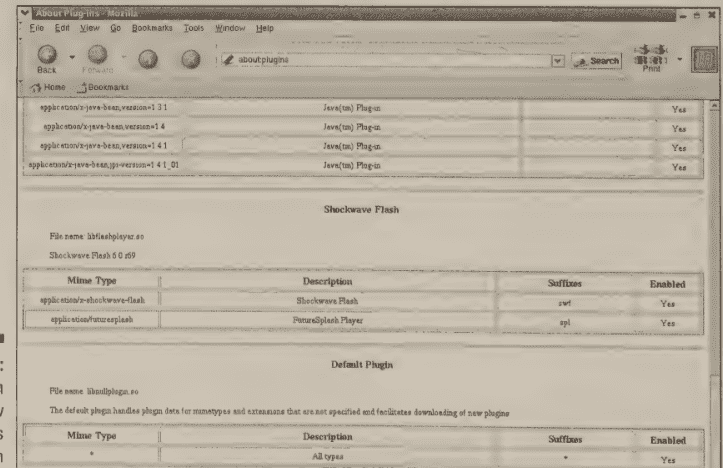 About Plug-ins - Mozilla
File Edit View Go Bookmarks Tools Window Help
Back Forward about:plugins Search Print
Home Bookmarks
application/x-java-bean,version=1 3 1 Java(tm) Plug-in Yes
application/x-java-bean,version=1 4 Java(tm) Plug-in Yes
application/x-java-bean,version=1 4 1 Java(tm) Plug-in Yes
application/x-java-bean,jpi-version=1 4 1_01 Java(tm) Plug-in Yes
Shockwave Flash
File name: libflashplayer.so
Shockwave Flash 6 0 r69
Mime Type Description Suffixes Enabled
application/x-shockwave-flash Shockwave Flash swf Yes
application/futuresplash FutureSplash Player spl Yes
Default Plugin
File name: libnullplugin.so
The default plugin handles plugin data for mimetypes and extensions that are not specified and facilitates downloading of new plugins
Mime Type Description Suffixes Enabled
* All types * Yes